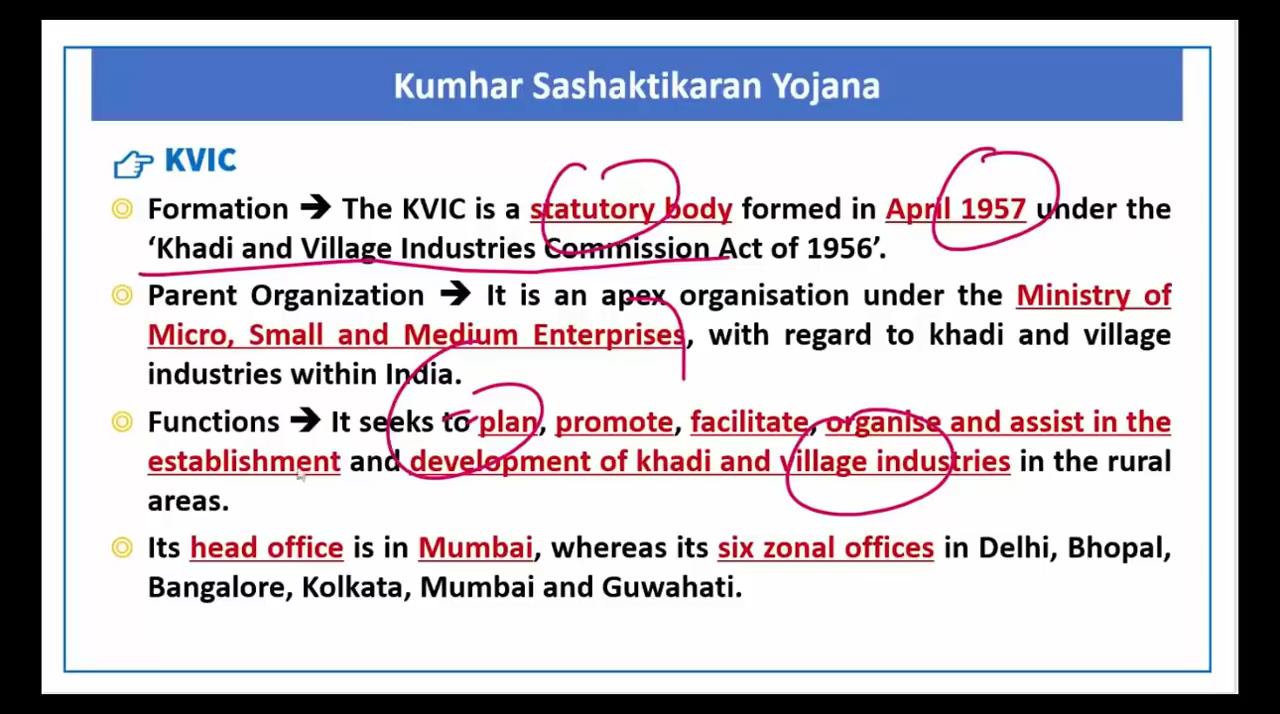 Kumhar Sashaktikaran Yojana
KVIC
Formation ➔ The KVIC is a statutory body formed in April 1957 under the
‘Khadi and Village Industries Commission Act of 1956’.
Parent Organization ➔ It is an apex organisation under the Ministry of
Micro, Small and Medium Enterprises, with regard to khadi and village
industries within India.
Functions ➔ It seeks to plan, promote, facilitate, organise and assist in the
establishment and development of khadi and village industries in the rural
areas.
Its head office is in Mumbai, whereas its six zonal offices in Delhi, Bhopal,
Bangalore, Kolkata, Mumbai and Guwahati.